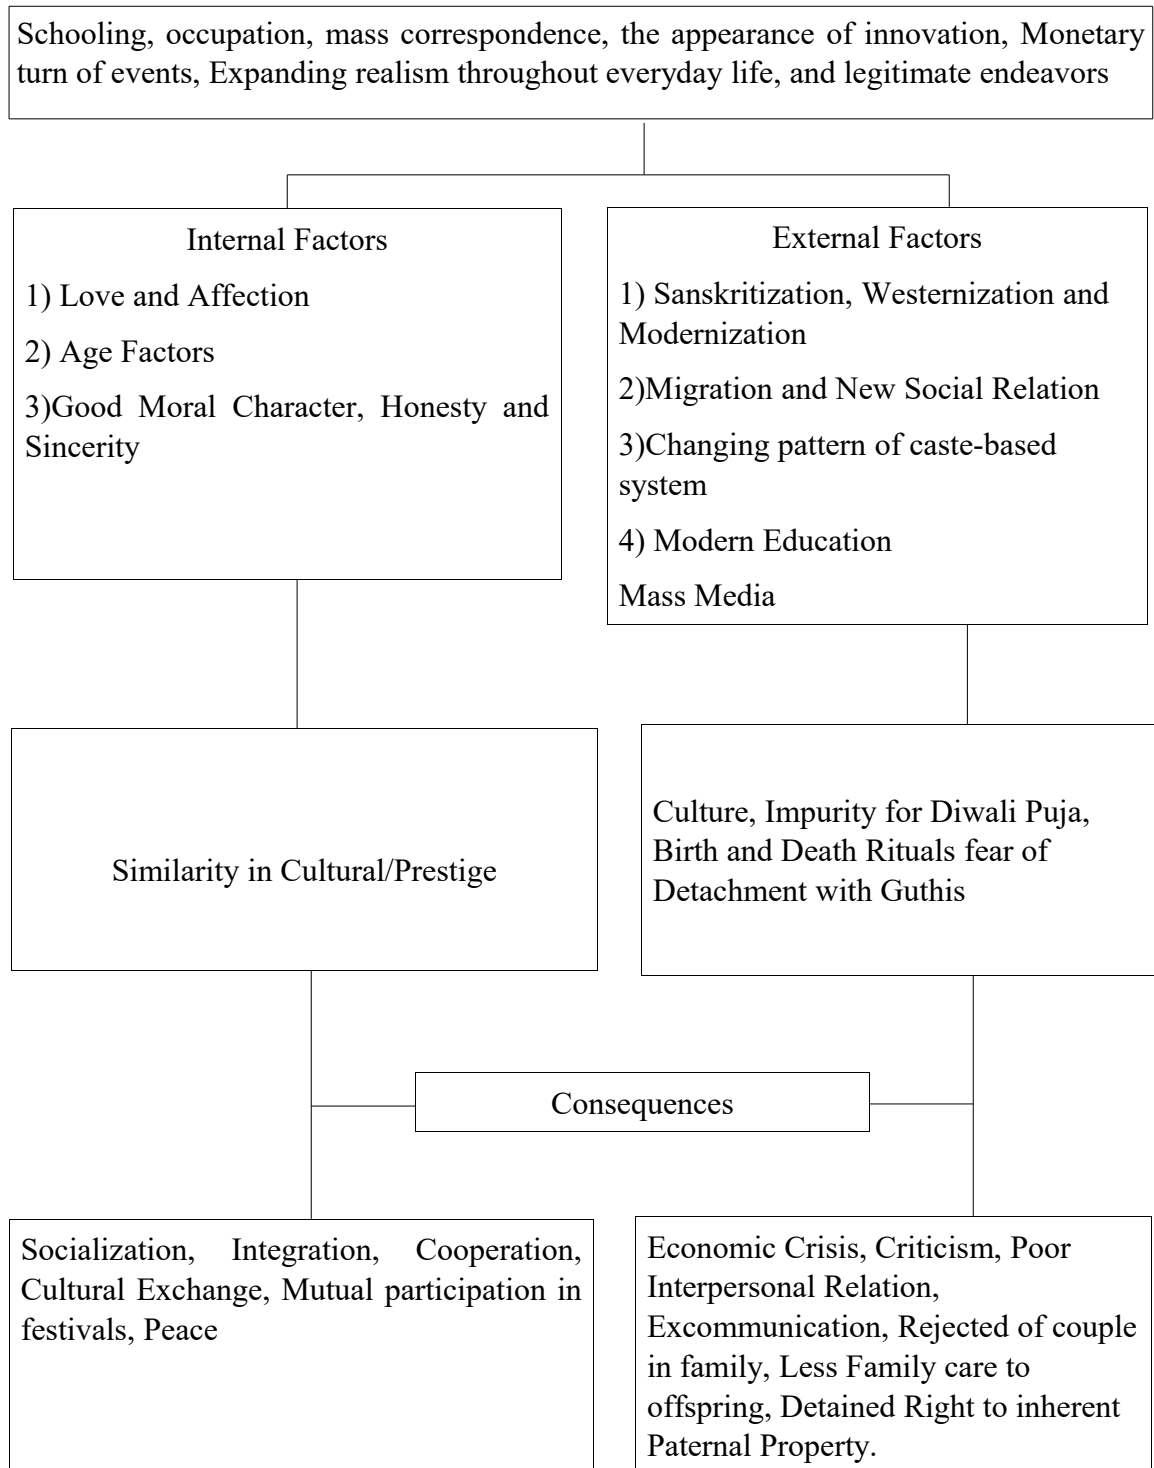 Schooling, occupation, mass correspondence, the appearance of innovation, Monetary
turn of events, Expanding realism throughout everyday life, and legitimate endeavors
Internal Factors
1) Love and Affection
2) Age Factors
3)Good Moral Character, Honesty and
Sincerity
External Factors
1) Sanskritization, Westernization and
Modernization
2)Migration and New Social Relation
3)Changing pattern of caste-based
system
4) Modern Education
Mass Media
Similarity in Cultural/Prestige
Culture, Impurity for Diwali Puja,
Birth and Death Rituals fear of
Detachment with Guthis
Consequences
Socialization, Integration, Cooperation,
Cultural Exchange, Mutual participation in
festivals, Peace
Economic Crisis, Criticism, Poor
Interpersonal Relation,
Excommunication, Rejected of couple
in family, Less Family care to
offspring, Detained Right to inherent
Paternal Property.